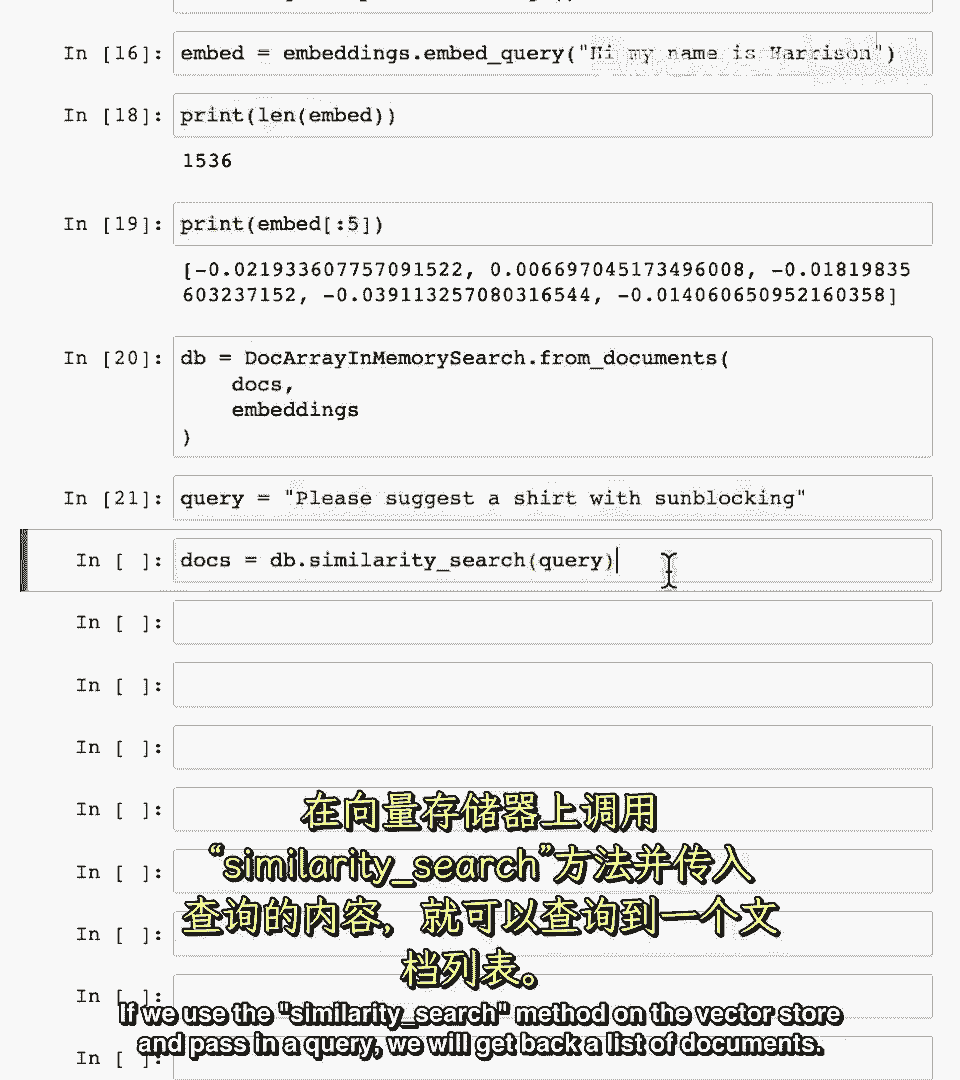 In [16]: embed = embeddings.embed_query("Hi my name is Harrison")
In [18]: print(len(embed))
1536
In [19]: print(embed[:5])
[-0.021933607757091522, 0.006697045173496008, -0.01819835
603237152, -0.039113257080316544, -0.014060650952160358]
In [20]: db = DocArrayInMemorySearch.from_documents(
docs,
embeddings
)
In [21]: query = "Please suggest a shirt with sunblocking"
In [ ]: docs = db.similarity_search(query)
In [ ]:
In [ ]:
In [ ]:
In [ ]:
In [ ]:
In [ ]:
In [ ]:
In [ ]:
在向量存储器上调用
“similarity_search”方法并传入
查询的内容，就可以查询到一个文
档列表。
If we use the "similarity_search" method on the vector store
and pass in a query, we will get back a list of documents.